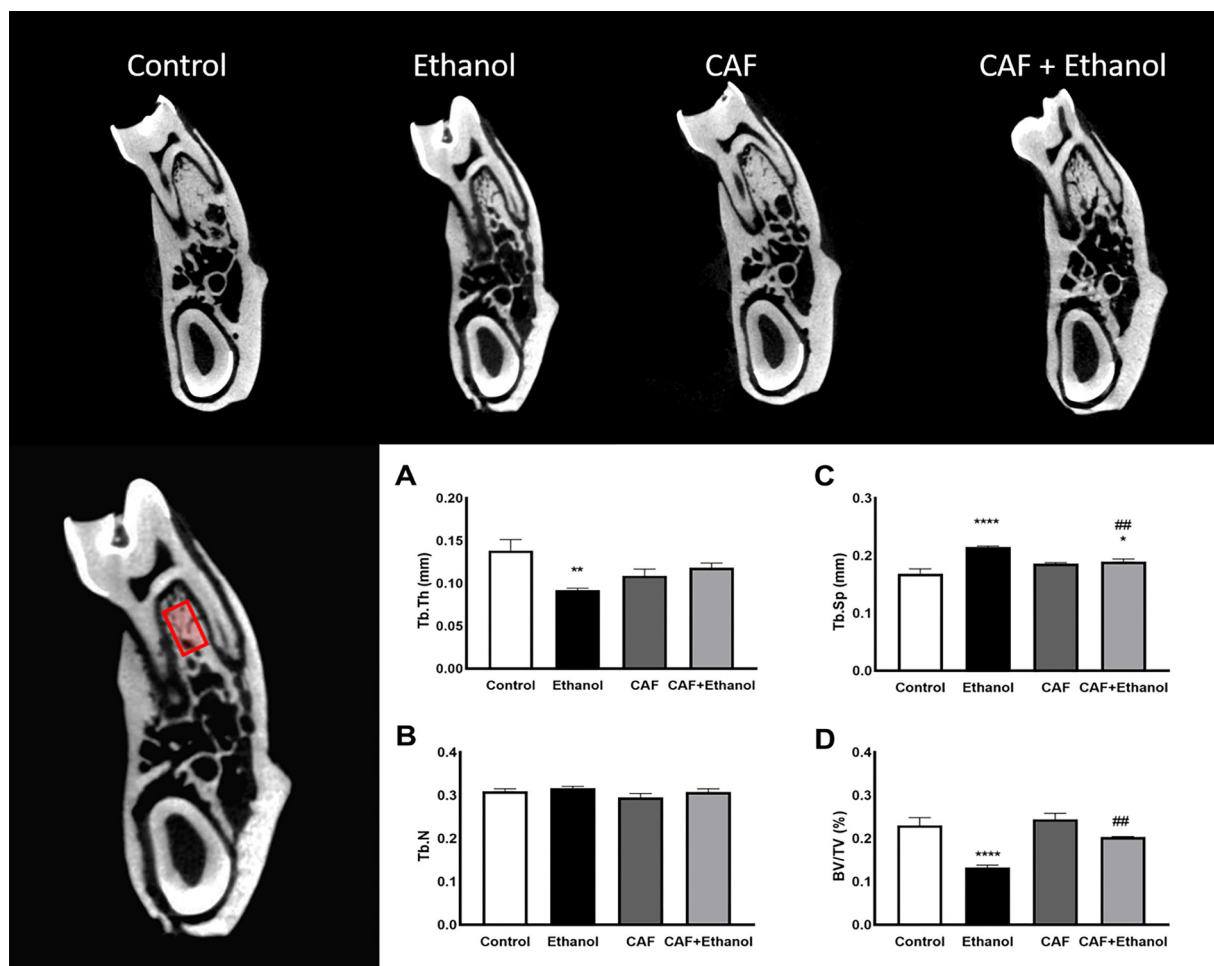 Control Ethanol CAF CAF + Ethanol
A
Tb.Th (mm)
0.20
0.15
0.10
0.05
0.00
**
Control Ethanol CAF CAF+Ethanol
C
Tb.Sp (mm)
0.3
0.2
0.1
0.0
****
##
*
Control Ethanol CAF CAF+Ethanol
B
Tb.N
0.4
0.3
0.2
0.1
0.0
Control Ethanol CAF CAF+Ethanol
D
BV/TV (%)
0.4
0.3
0.2
0.1
0.0
****
##
Control Ethanol CAF CAF+Ethanol